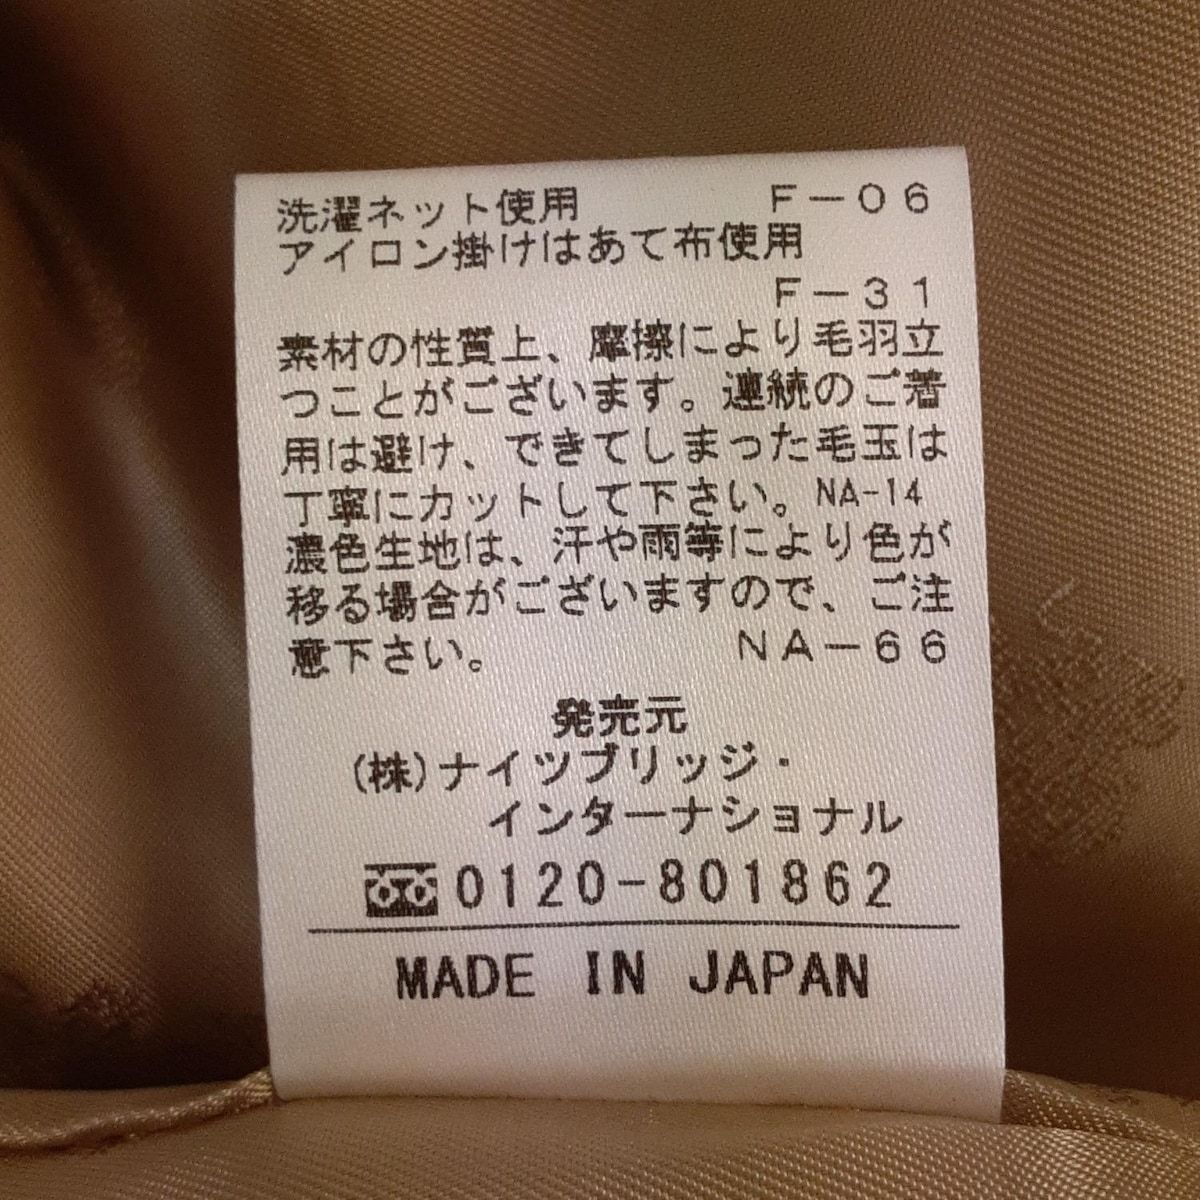 洗濯ネット使用 F－06
アイロン掛けはあて布使用
F－31
素材の性質上、摩擦により毛羽立
つことがございます。連続のご着
用は避け、できてしまった毛玉は
丁寧にカットして下さい。NA-14
濃色生地は、汗や雨等により色が
移る場合がございますので、ご注
意下さい。 NA－66
発売元
(株)ナイツブリッジ・
インターナショナル
0120-801862
MADE IN JAPAN